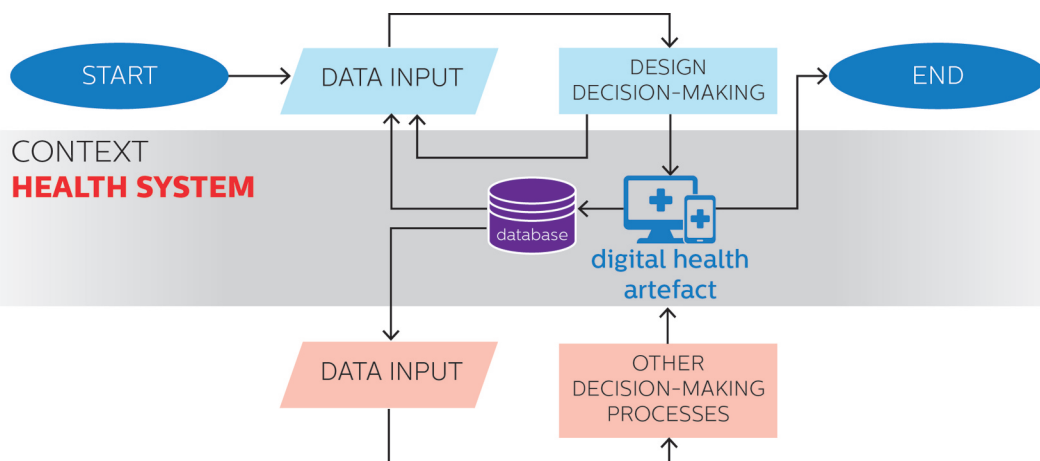 START
DATA INPUT
DESIGN
DECISION-MAKING
END
CONTEXT
HEALTH SYSTEM
database
digital health
artefact
DATA INPUT
OTHER
DECISION-MAKING
PROCESSES